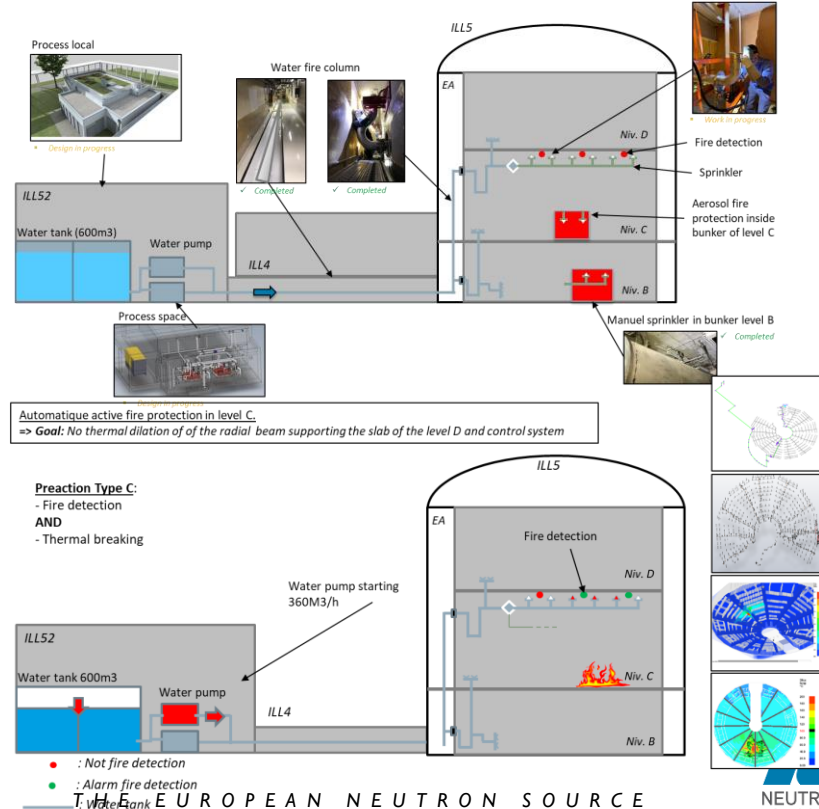 ILL5
Process local
Water fire column
EA
Work in progress
Niv. D
Fire detection
Design in progress
✓ Completed
✓ Completed
Sprinkler
ILL52
Aerosol fire
protection inside
bunker of level C
Water tank (600m3)
Water pump
ILL4
Niv. C
Niv. B
Process space
Manuel sprinkler in bunker level B
✓ Completed
Design in progress
Automatique active fire protection in level C.
=> Goal: No thermal dilation of of the radial beam supporting the slab of the level D and control system
ILL5
Preaction Type C:
- Fire detection
AND
- Thermal breaking
EA
Fire detection
Niv. D
Water pump starting
360M3/h
ILL52
Water tank 600m3
Water pump
ILL4
Niv. C
Niv. B
: Not fire detection
: Alarm fire detection
: Water tank
THE EUROPEAN NEUTRON SOURCE
NEUTR